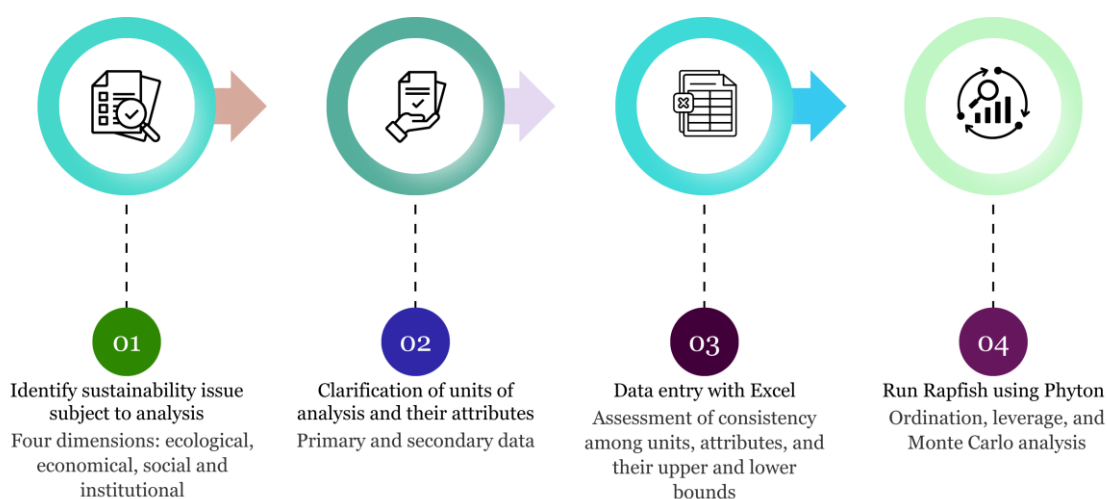 01
Identify sustainability issue
subject to analysis
Four dimensions: ecological,
economical, social and
institutional
02
Clarification of units of
analysis and their attributes
Primary and secondary data
03
Data entry with Excel
Assessment of consistency
among units, attributes, and
their upper and lower
bounds
04
Run Rapfish using Phyton
Ordination, leverage, and
Monte Carlo analysis